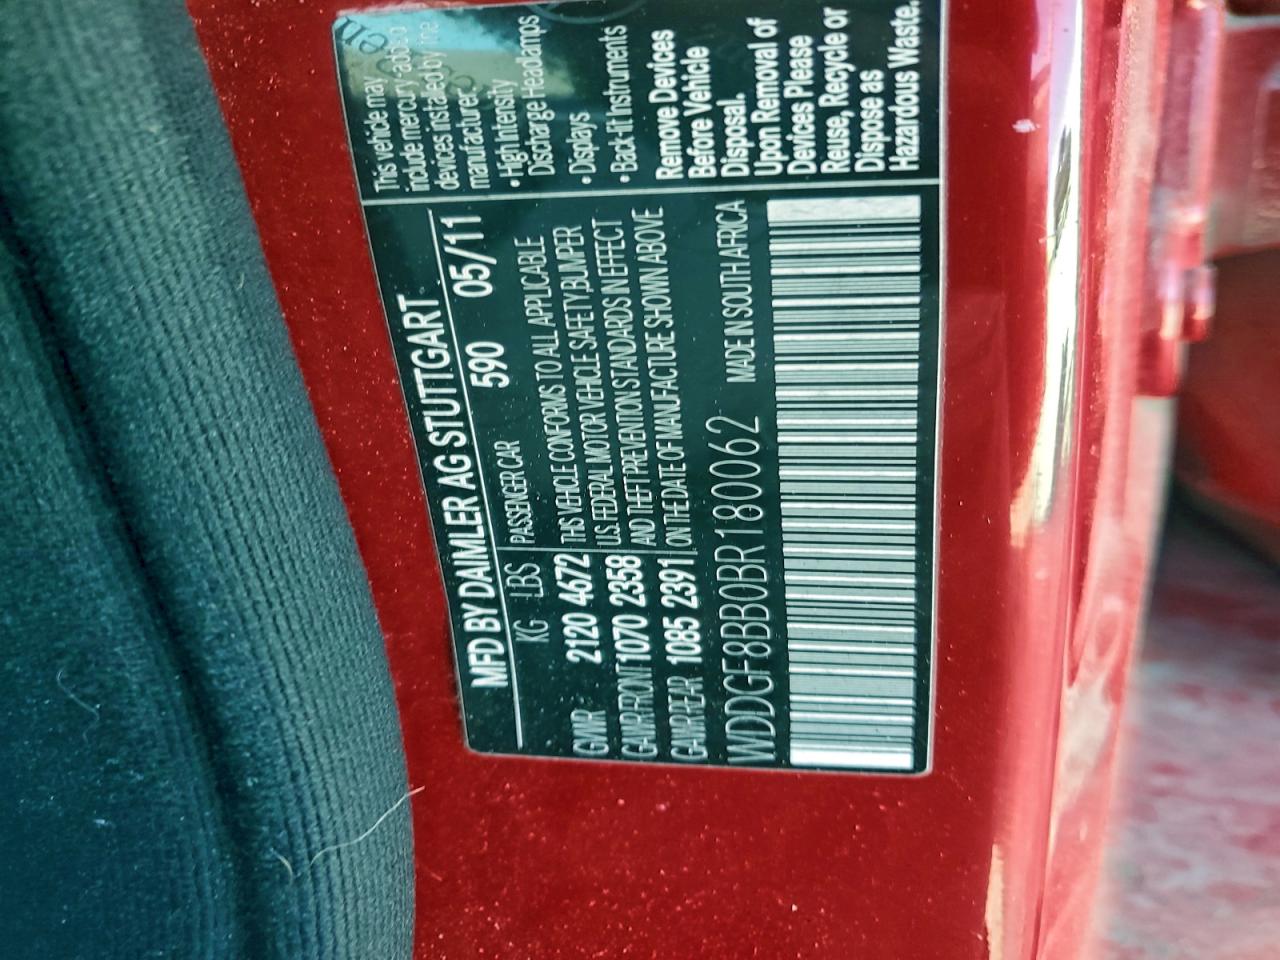 MFD BY DAIMLER AG STUTTGART
590 05/11
KG LBS PASSENGER CAR
GVWR 2120 4672
GAWR FRONT 1070 2358
GAWR REAR 1085 2391
THIS VEHICLE CONFORMS TO ALL APPLICABLE
U.S. FEDERAL MOTOR VEHICLE SAFETY,BUMPER
AND THEFT PREVENTION STANDARDS IN EFFECT
ON THE DATE OF MANUFACTURE SHOWN ABOVE
WDDGF8BB0BR180062 MADE IN SOUTH AFRICA
This vehicle may
include mercury-added
devices installed by the
manufacturer.
• High Intensity
Discharge Headlamps
• Displays
• Back-lit Instruments
Remove Devices
Before Vehicle
Disposal.
Upon Removal of
Devices Please
Reuse, Recycle or
Dispose as
Hazardous Waste.